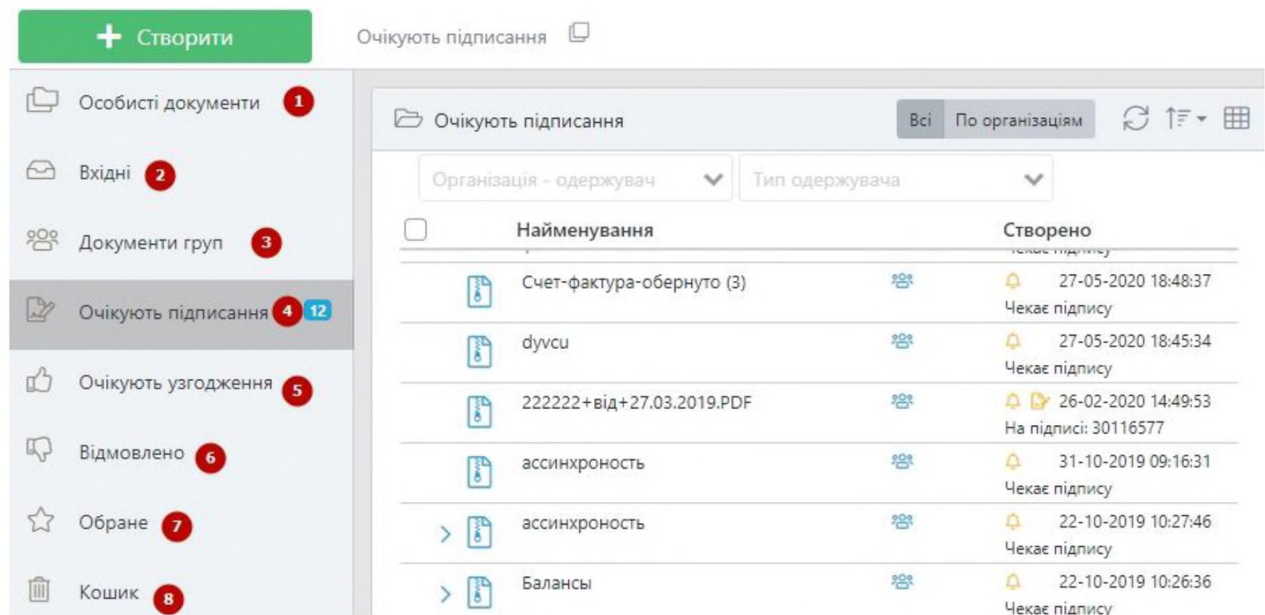 Створити
Очікують підписання
Особисті документи 1
Вхідні 2
Документи груп 3
Очікують підписання 4 12
Очікують узгодження 5
Відмовлено 6
Обране 7
Кошик 8
Очікують підписання Всі По організаціям
Організація - одержувач Тип одержувача
Найменування Створено
Чекає підпису
Счет-фактура-обернуто (3) 27-05-2020 18:48:37
Чекає підпису
dyvcu 27-05-2020 18:45:34
Чекає підпису
222222+від+27.03.2019.PDF 26-02-2020 14:49:53
На підписі: 30116577
ассинхроность 31-10-2019 09:16:31
Чекає підпису
ассинхроность 22-10-2019 10:27:46
Чекає підпису
Балансы 22-10-2019 10:26:36
Чекає підпису